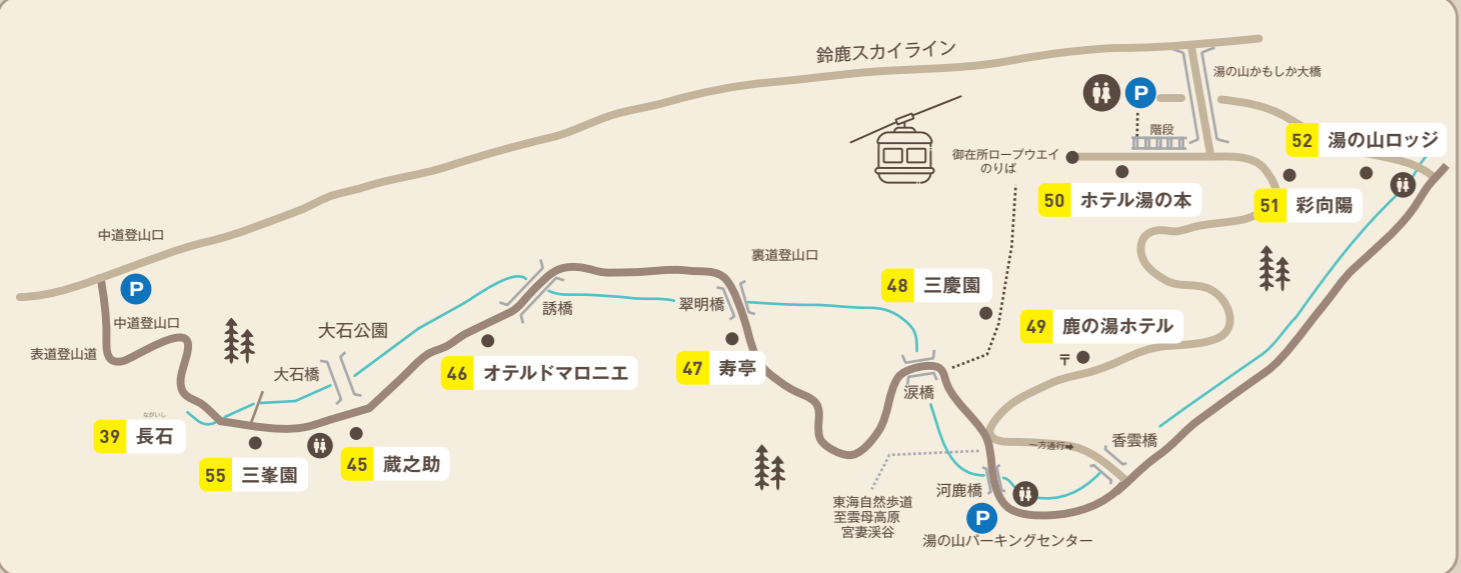 鈴鹿スカイライン
湯の山かもしか大橋
P
階段
52 湯の山ロッジ
御在所ロープウエイ
のりば
50 ホテル湯の本
51 彩向陽
中道登山口
P
中道登山口
表道登山道
大石公園
大石橋
誘橋
翠明橋
裏道登山口
48 三慶園
49 鹿の湯ホテル
〒
46 オテルドマロニエ
47 寿亭
涙橋
ながいし
39 長石
55 三峯園
45 蔵之助
一方通行➡
香雲橋
河鹿橋
東海自然歩道
至雲母高原
宮妻渓谷
P
湯の山パーキングセンター